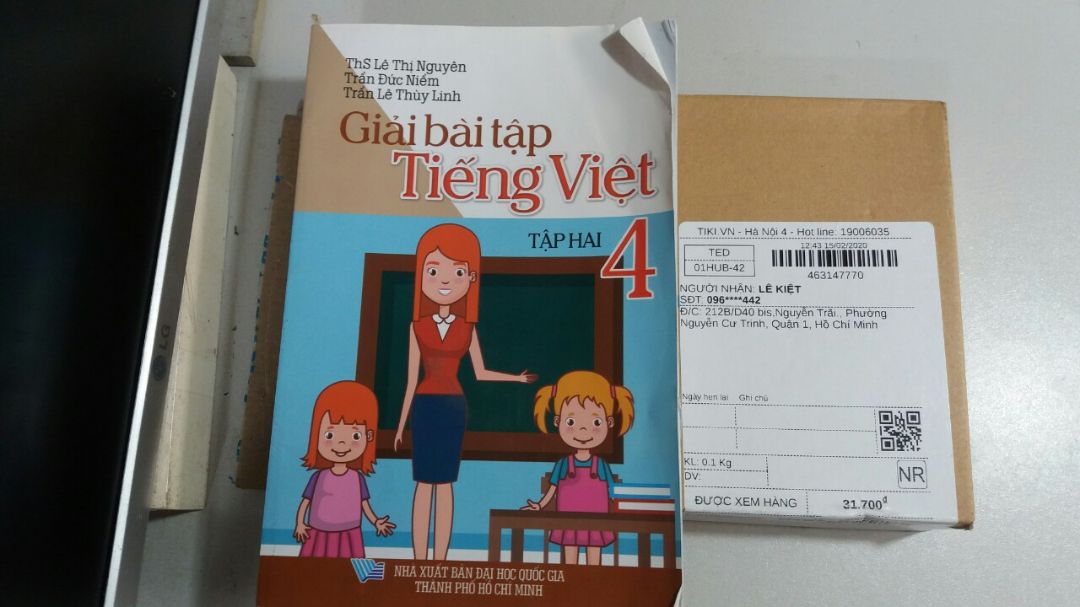 ThS Lê Thị Nguyên
Trần Đức Niềm
Trần Lê Thùy Linh
Giải bài tập
Tiếng Việt
TẬP HAI 4
NHÀ XUẤT BẢN ĐẠI HỌC QUỐC GIA
THÀNH PHỐ HỒ CHÍ MINH
LG
TIKI.VN - Hà Nội 4 - Hot line: 19006035
TED
01HUB-42
12:43 15/02/2020
463147770
NGƯỜI NHẬN: LÊ KIỆT
SĐT. 096****442
Đ/C: 212B/D40 bis,Nguyễn Trãi., Phường
Nguyễn Cư Trinh, Quận 1, Hồ Chí Minh
Ngày hẹn lại Ghi chú
KL: 0.1 Kg
DV:
NR
ĐƯỢC XEM HÀNG 31.700đ